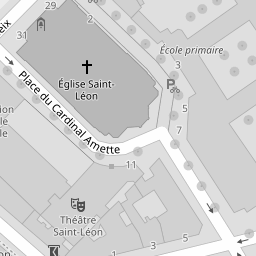 29
2
31
École primaire
Église Saint-
Léon
P
Place du Cardinal Amette
5
7
11
Théâtre
Saint-Léon
5
3
1